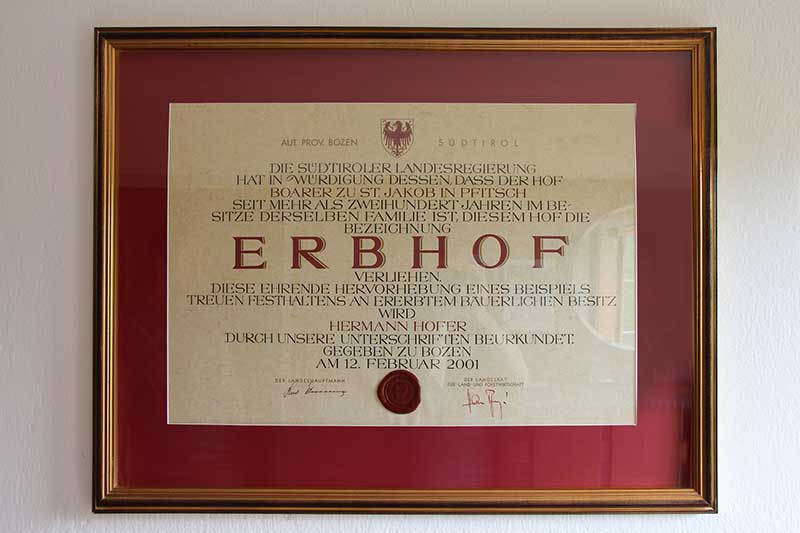 AUT. PROV. BOZEN SÜDTIROL
DIE SÜDTIROLER LANDESREGIERUNG
HAT IN WÜRDIGUNG DESSEN, DASS DER HOF
BOARER ZU ST. JAKOB IN PFITSCH
SEIT MEHR ALS ZWEIHUNDERT JAHREN IM BE-
SITZE DERSELBEN FAMILIE IST, DIESEM HOF DIE
BEZEICHNUNG
ERBHOF
VERLIEHEN.
DIESE EHRENDE HERVORHEBUNG EINES BEISPIELS
TREUEN FESTHALTENS AN ERERBTEM BAUERLICHEN BESITZ
WIRD
HERMANN HOFER
DURCH UNSERE UNTERSCHRIFTEN BEURKUNDET.
GEGEBEN ZU BOZEN
AM 12. FEBRUAR 2001
DER LANDESHAUPTMANN
DER LANDESRAT
FÜR LAND- UND FORSTWIRTSCHAFT